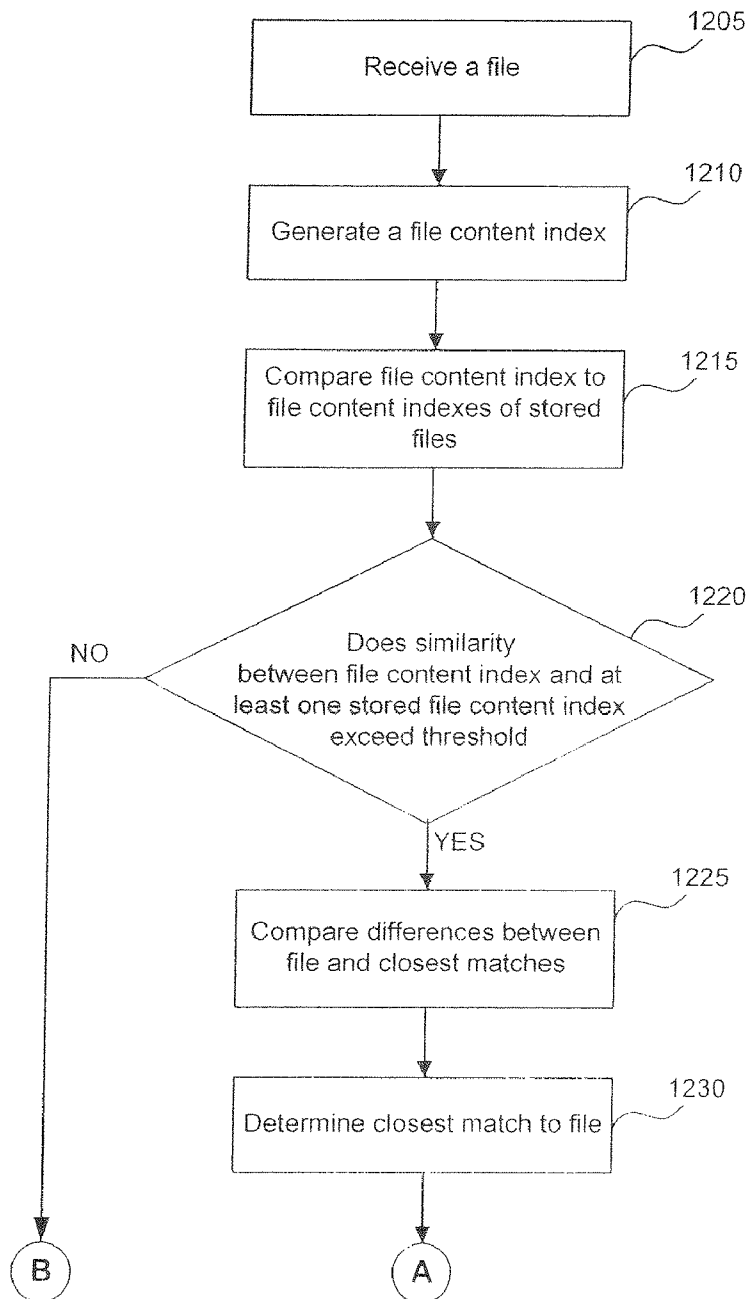 1205
Receive a file
1210
Generate a file content index
1215
Compare file content index to
file content indexes of stored
files
1220
NO
Does similarity
between file content index and at
least one stored file content index
exceed threshold
YES
1225
Compare differences between
file and closest matches
1230
Determine closest match to file
B
A